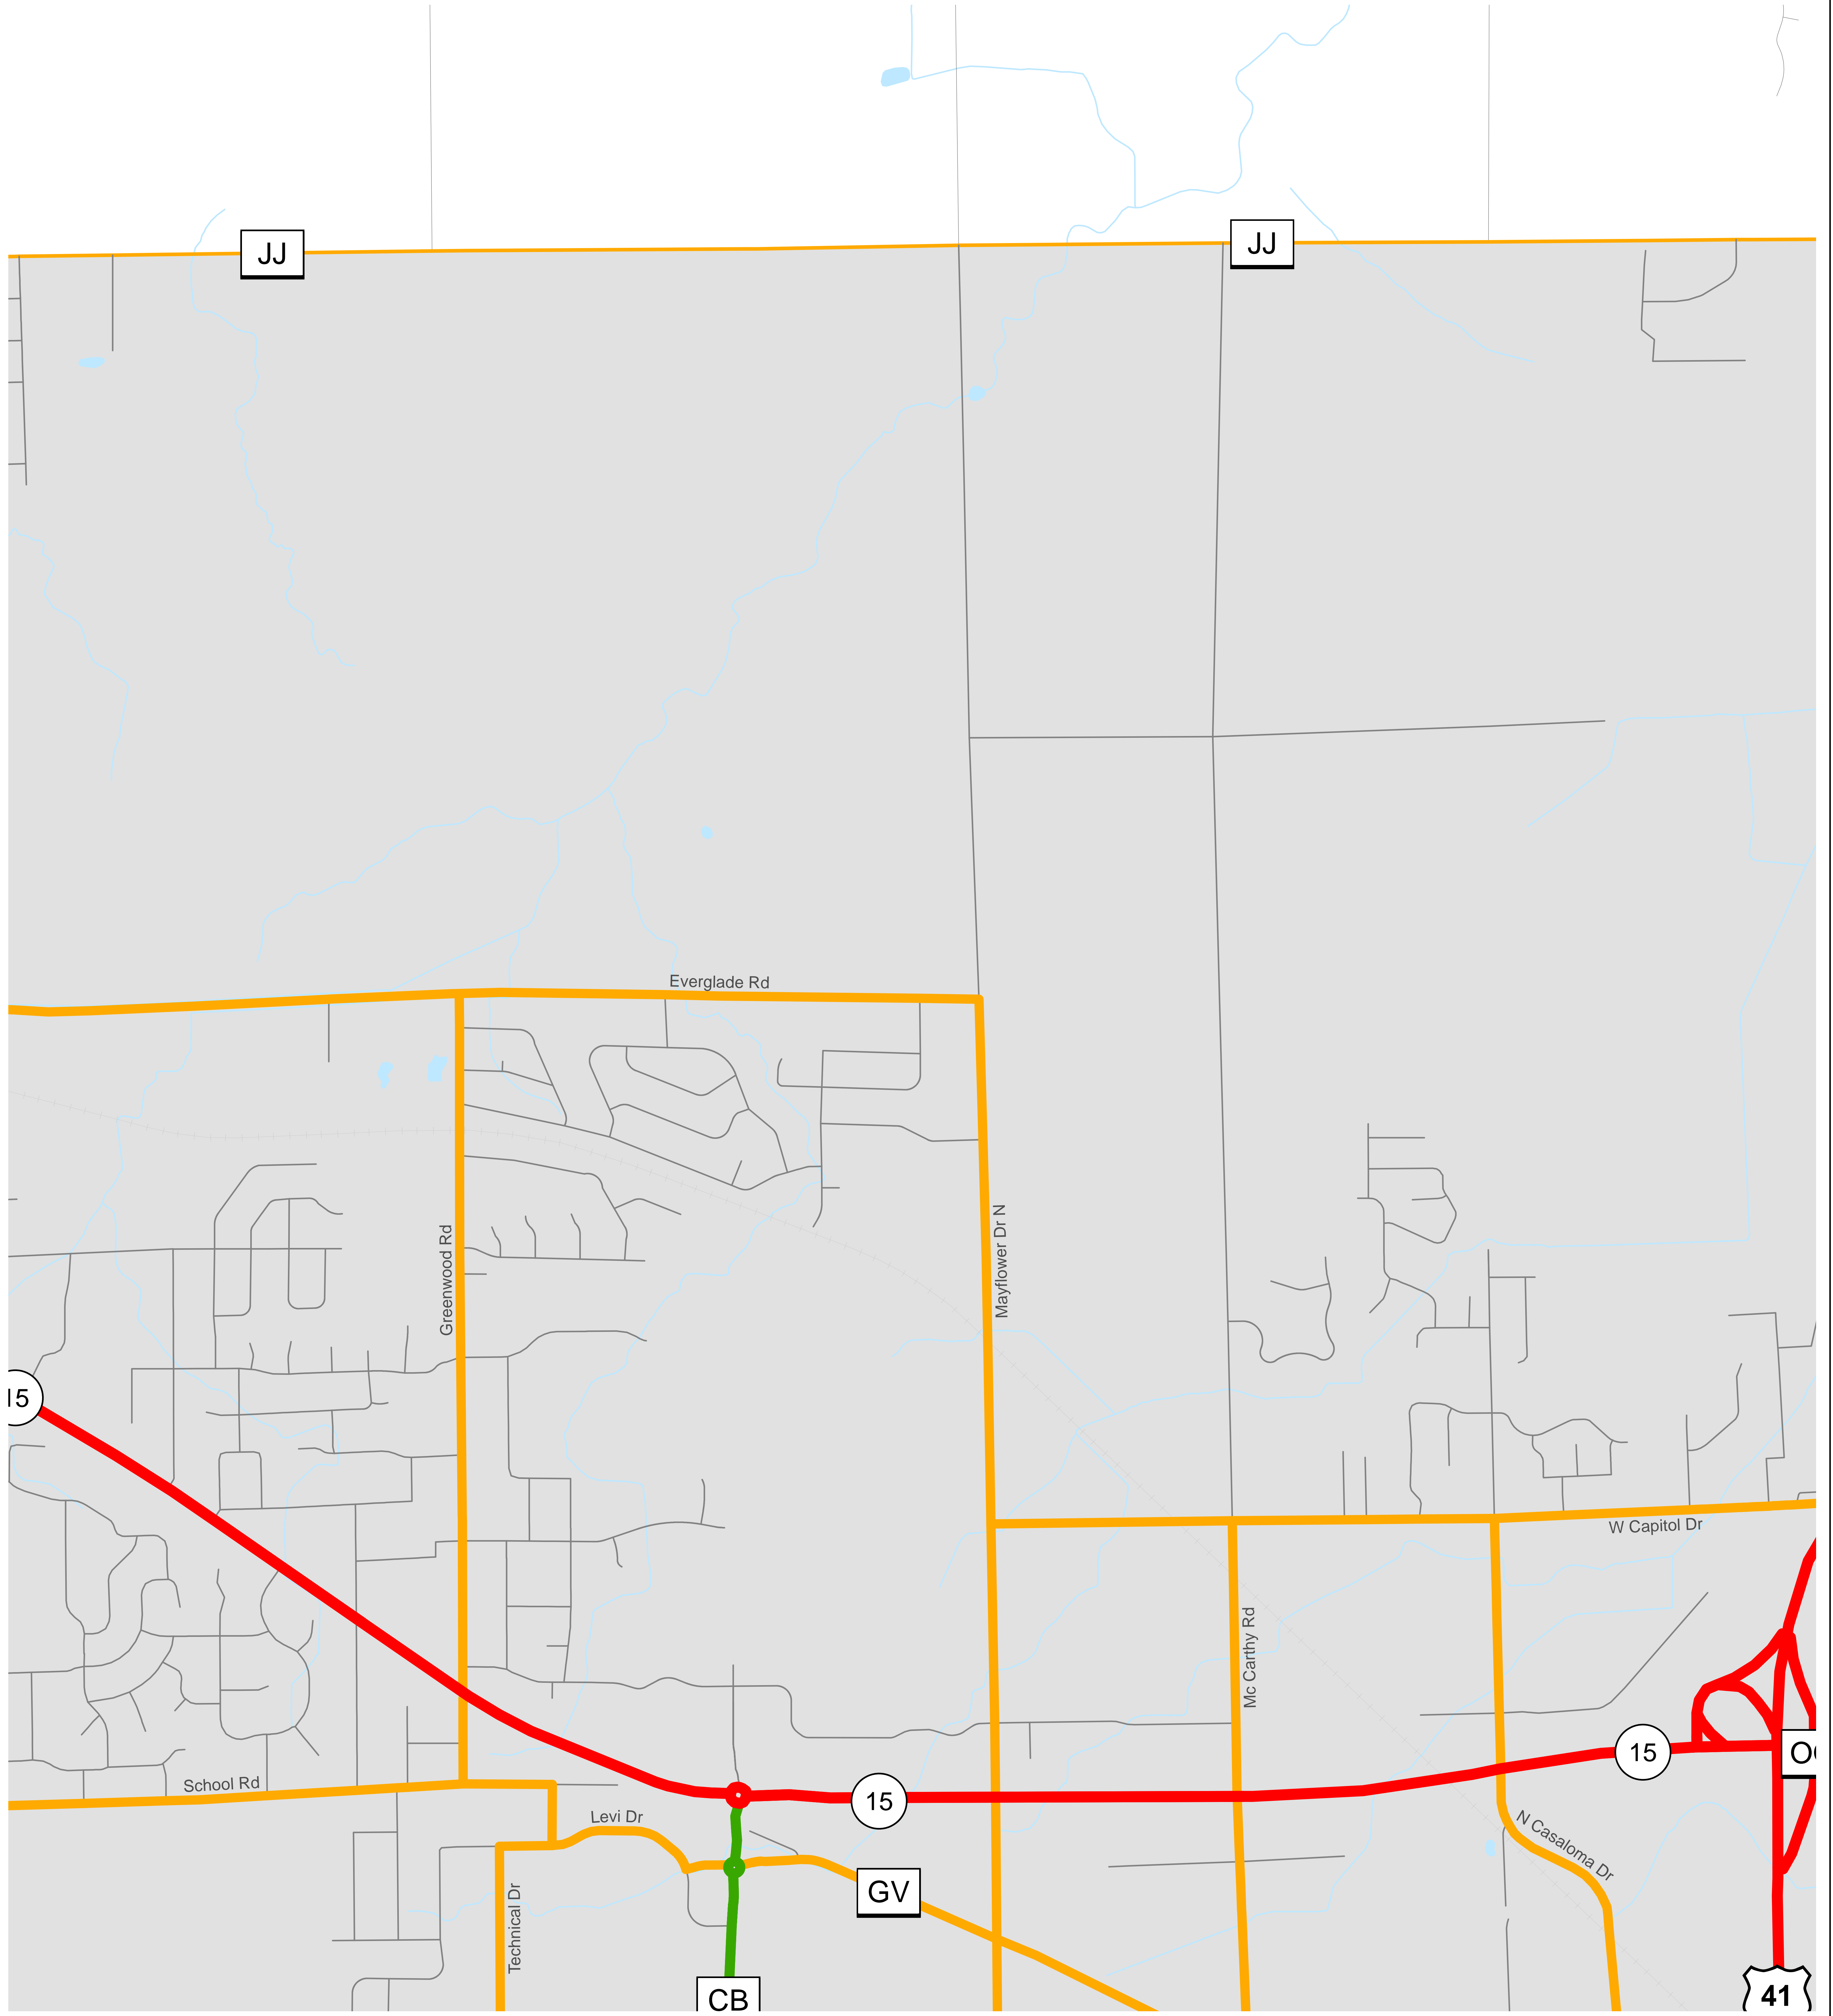 JJ
JJ
Everglade Rd
Greenwood Rd
Mayflower Dr N
15
W Capitol Dr
Mc Carthy Rd
15
School Rd
Levi Dr
15
N Casaloma Dr
GV
Technical Dr
CB
41